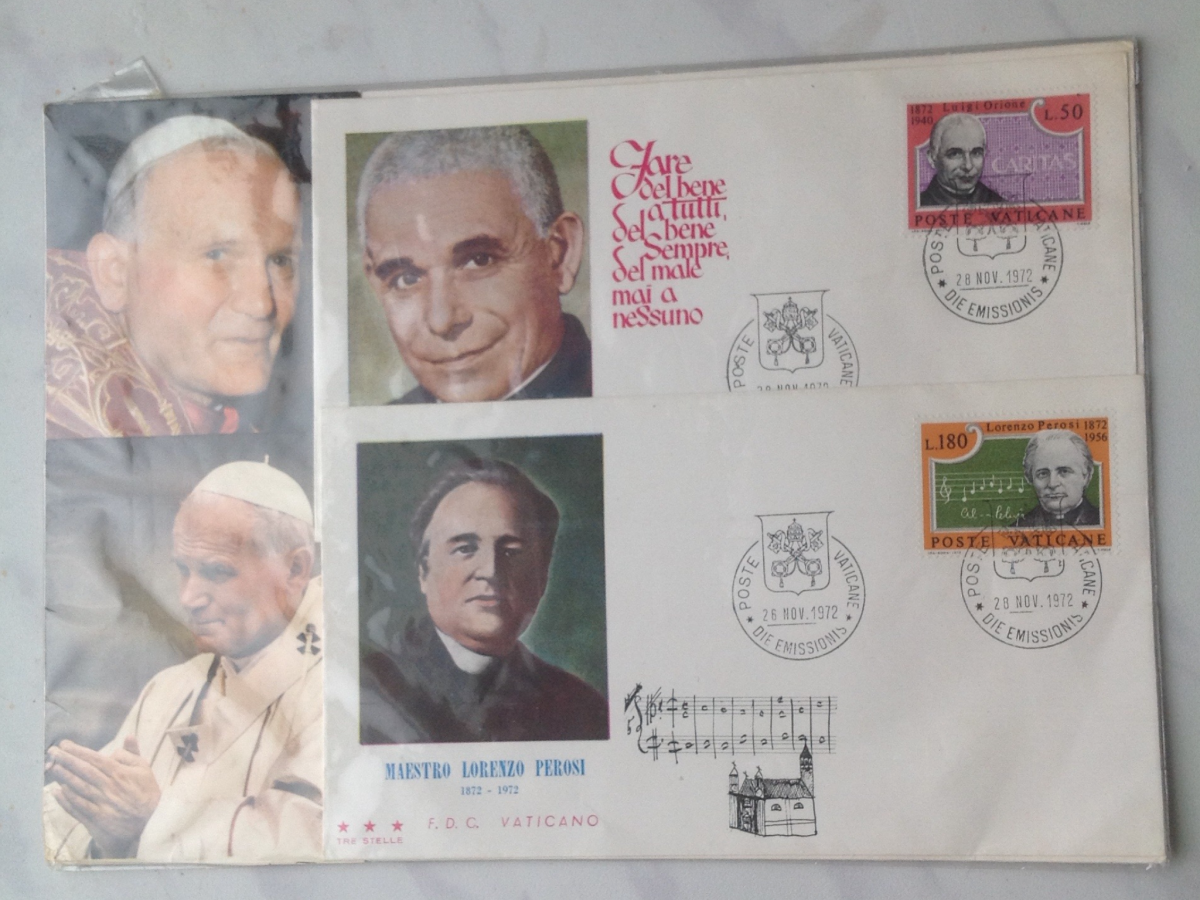 Fare
del bene
a tutti,
del bene
Sempre,
del male
mai a
neSSuno
1872 Luigi Orione
1940
L.50
CARITAS
POSTE VATICANE
POSTE VATICANE
28 NOV. 1972
DIE EMISSIONIS
POSTE VATICANE
28 NOV. 1972
Lorenzo Perosi 1872
1956
L.180
POSTE VATICANE
POSTE VATICANE
26 NOV. 1972
DIE EMISSIONIS
POSTE VATICANE
28 NOV. 1972
DIE EMISSIONIS
MAESTRO LORENZO PEROSI
1872 - 1972
F. D. C. VATICANO
TRE STELLE